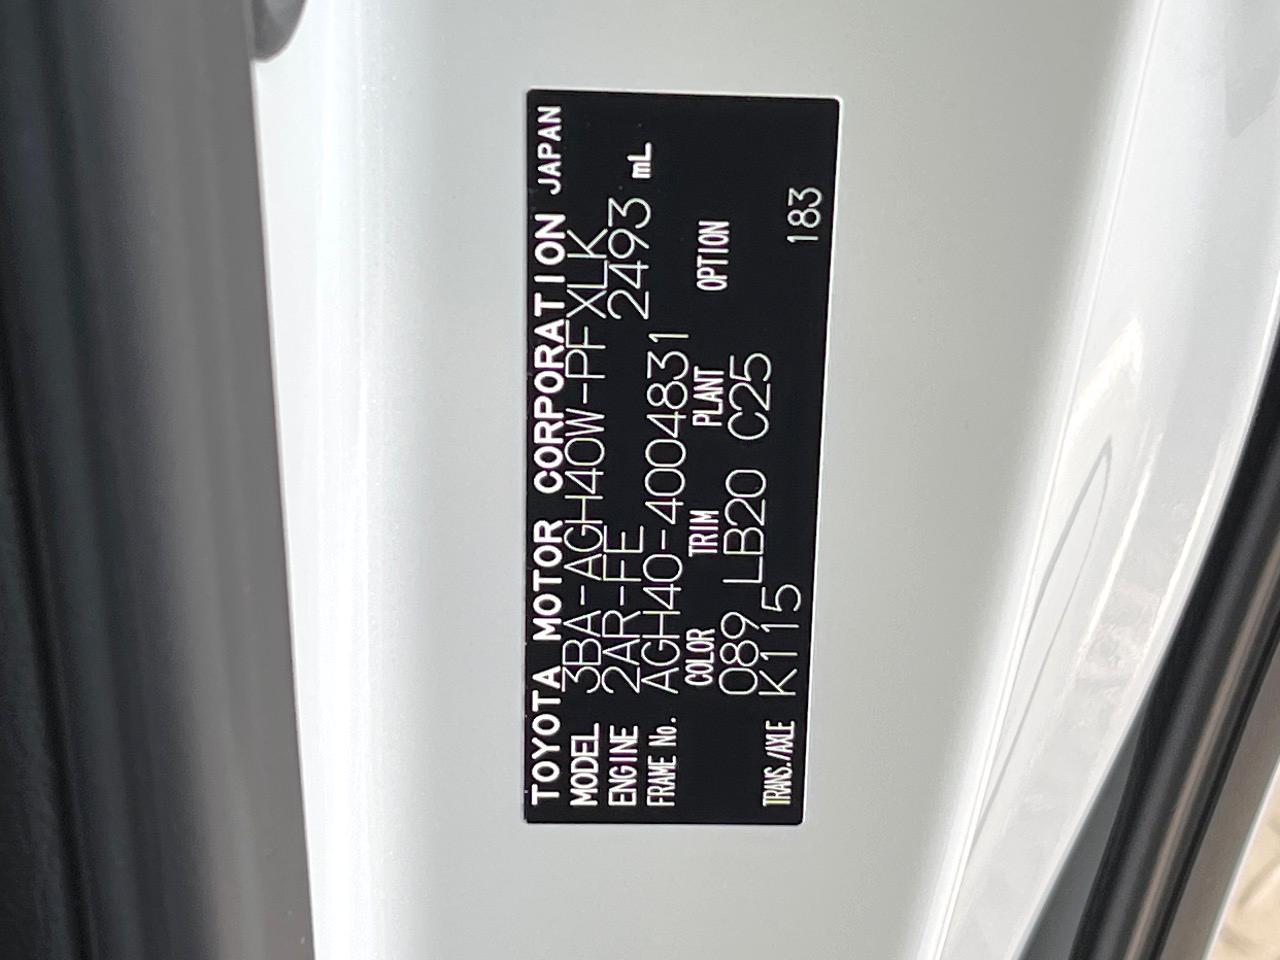 TOYOTA MOTOR CORPORATION JAPAN
MODEL 3BA-AGH40W-PFXLK
ENGINE 2AR-FE 2493 mL
FRAME No. AGH40-4004831
COLOR TRIM PLANT OPTION
089 LB20 C25
TRANS./AXLE K115
183